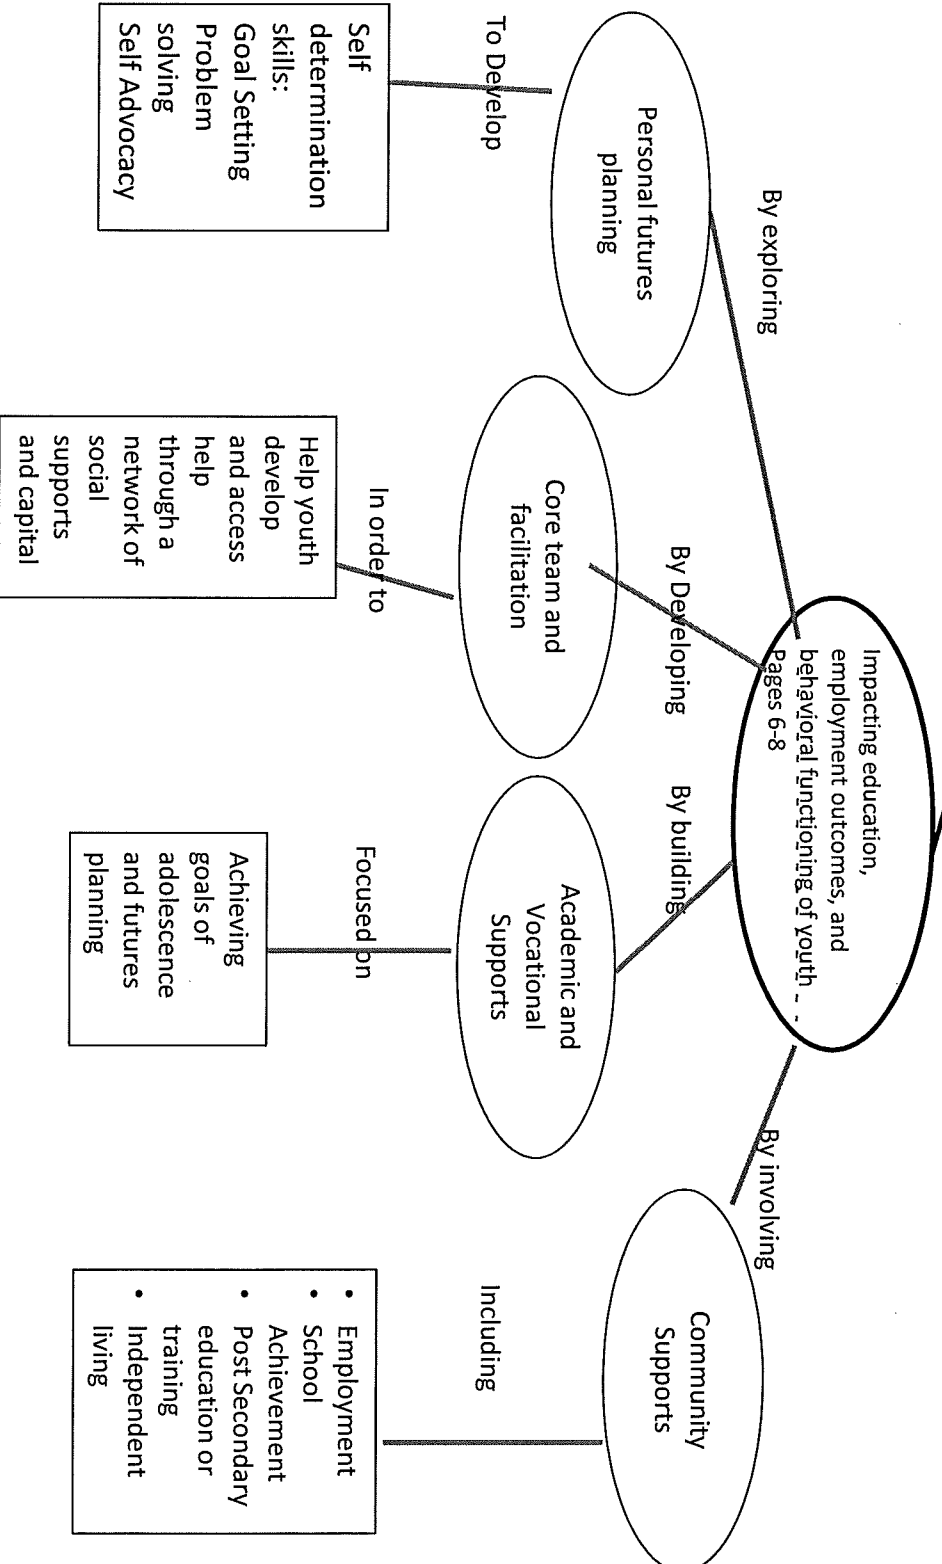 Impacting education,
employment outcomes, and
behavioral functioning of youth
Pages 6-8
By exploring
By Developing
By building
By involving
Personal futures
planning
Core team and
facilitation
Academic and
Vocational
Supports
Community
Supports
To Develop
In order to
Focused on
Including
Self
determination
skills:
Goal Setting
Problem
solving
Self Advocacy
Help youth
develop
and access
help
through a
network of
social
supports
and capital
Achieving
goals of
adolescence
and futures
planning
• Employment
• School
Achievement
• Post Secondary
education or
training
• Independent
living